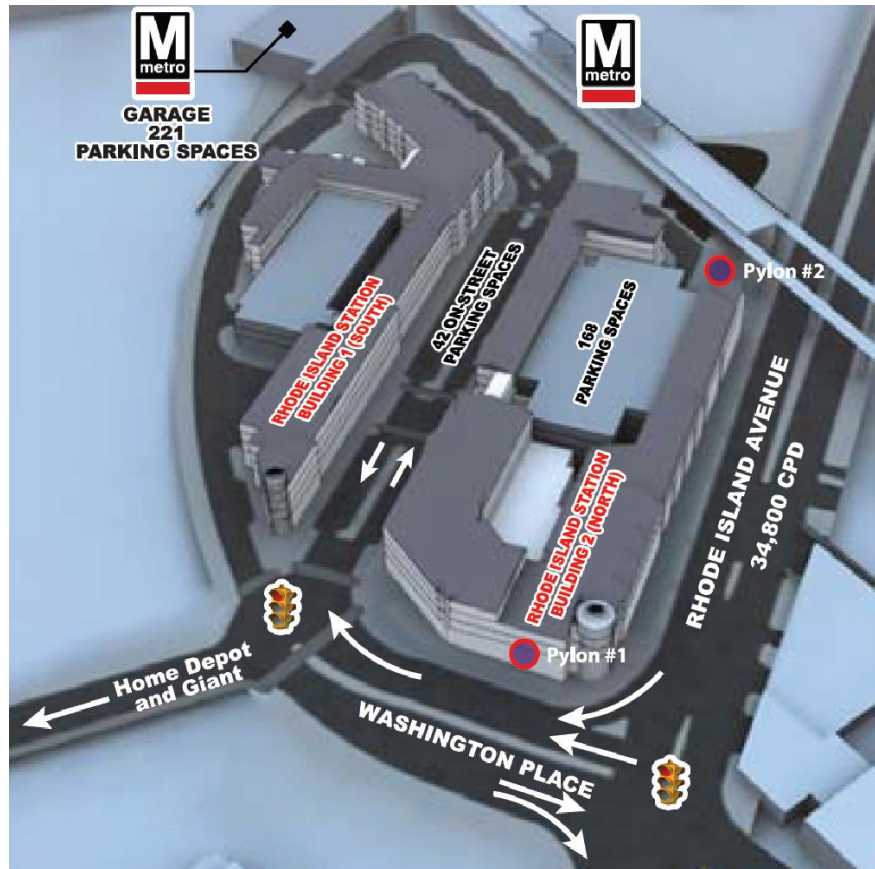 M
metro
GARAGE
221
PARKING SPACES
M
metro
Pylon #2
42 ON-STREET
PARKING SPACES
168
PARKING SPACES
RHODE ISLAND STATION
BUILDING 1 (SOUTH)
RHODE ISLAND AVENUE
34,800 CPD
RHODE ISLAND STATION
BUILDING 2 (NORTH)
Pylon #1
Home Depot
and Giant
WASHINGTON PLACE